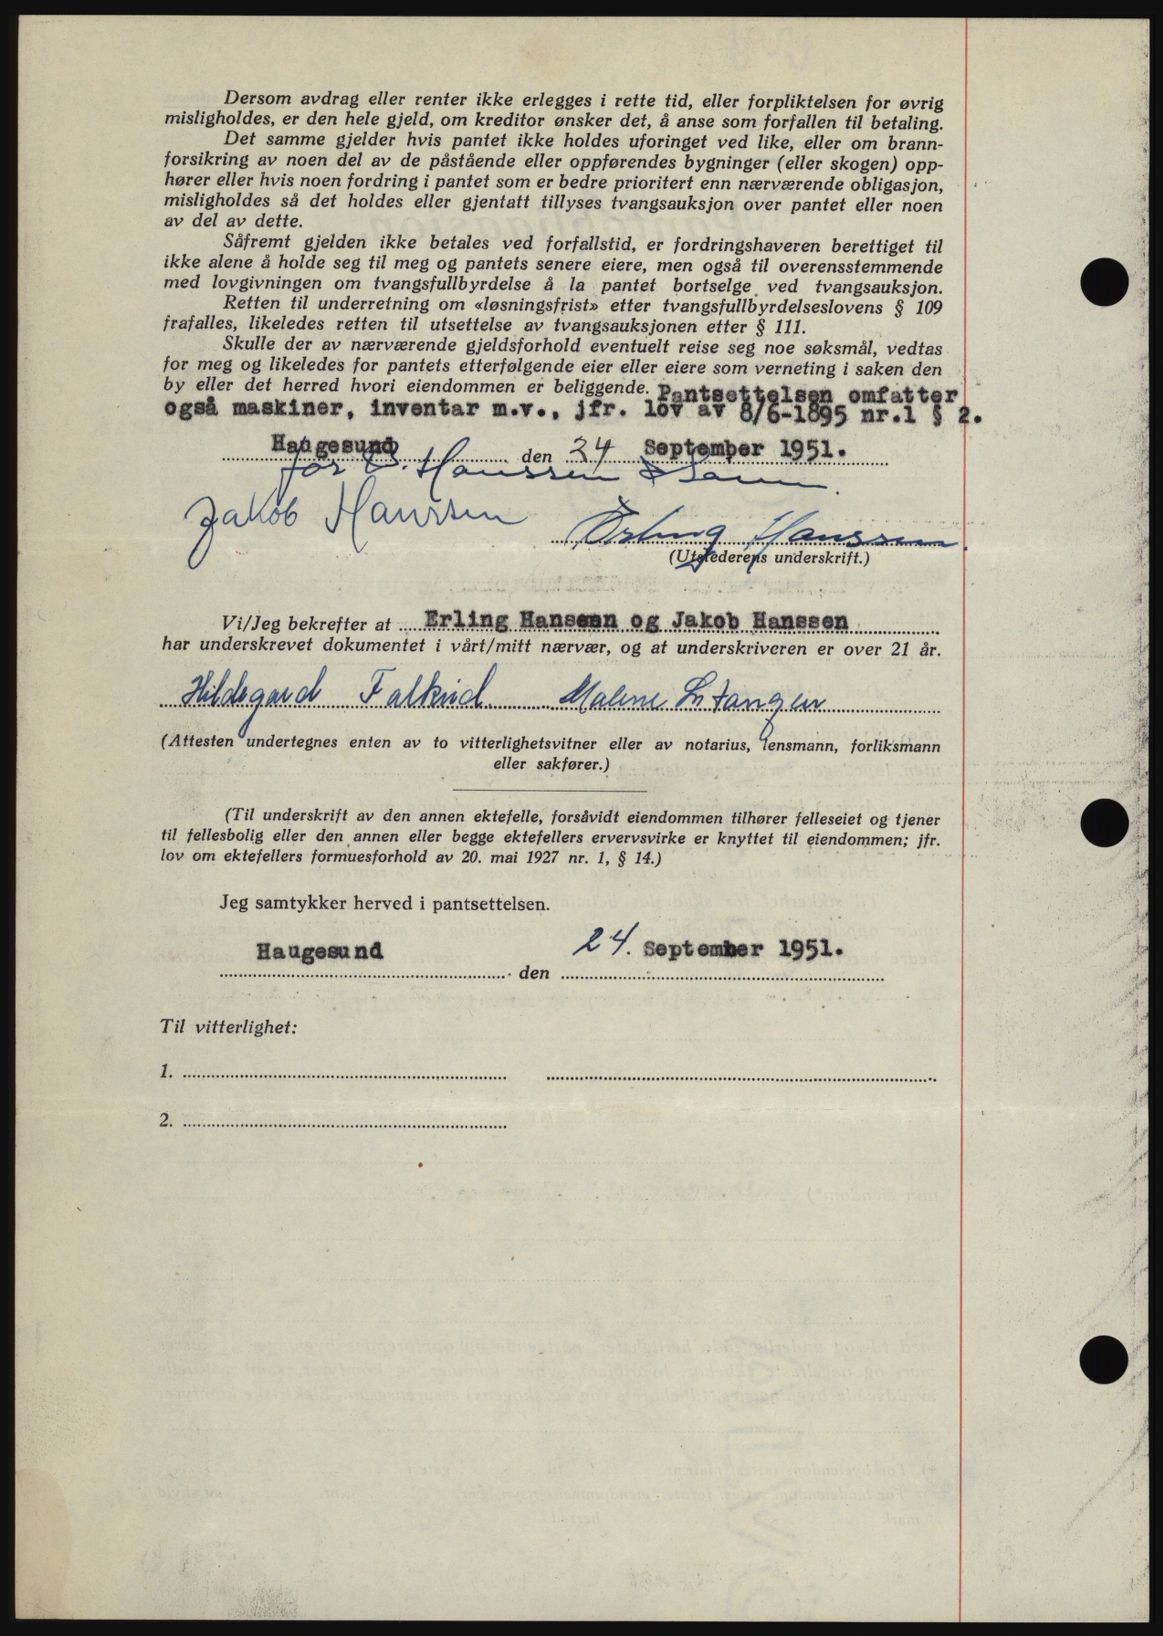 Dersom avdrag eller renter ikke erlegges i rette tid, eller forpliktelsen for øvrig
misligholdes, er den hele gjeld, om kreditor ønsker det, å anse som forfallen til betaling.
Det samme gjelder hvis pantet ikke holdes uforinget ved like, eller om brann-
forsikring av noen del av de påstående eller oppførendes bygninger (eller skogen) opp-
hører eller hvis noen fordring i pantet som er bedre prioritert enn nærværende obligasjon,
misligholdes så det holdes eller gjentatt tillyses tvangsauksjon over pantet eller noen
av del av dette.
Såfremt gjelden ikke betales ved forfallstid, er fordringshaveren berettiget til
ikke alene å holde seg til meg og pantets senere eiere, men også til overensstemmende
med lovgivningen om tvangsfullbyrdelse å la pantet bortselge ved tvangsauksjon.
Retten til underretning om «løsningsfrist» etter tvangsfullbyrdelseslovens § 109
frafalles, likeledes retten til utsettelse av tvangsauksjonen etter § 111.
Skulle der av nærværende gjeldsforhold eventuelt reise seg noe søksmål, vedtas
for meg og likeledes for pantets etterfølgende eier eller eiere som verneting i saken den
by eller det herred hvori eiendommen er beliggende. Pantsettelsen omfatter
også maskiner, inventar m.v., jfr. lov av 8/6-1895 nr.1 § 2.
Haugesund den 24 September 1951.
for Hanssen & Sønn.
Jakob Hanssen
Erling Hanssen.
(Utstederens underskrift.)
Vi/Jeg bekrefter at Erling Hansenn og Jakob Hanssen
har underskrevet dokumentet i vårt/mitt nærvær, og at underskriveren er over 21 år.
Hildegard Falkeid Malene
(Attesten undertegnes enten av to vitterlighetsvitner eller av notarius, lensmann, forliksmann
eller sakfører.)
(Til underskrift av den annen ektefelle, forsåvidt eiendommen tilhører felleseiet og tjener
til fellesbolig eller den annen eller begge ektefellers ervervsvirke er knyttet til eiendommen; jfr.
lov om ektefellers formuesforhold av 20. mai 1927 nr. 1, § 14.)
Jeg samtykker herved i pantsettelsen.
Haugesund den 24. September 1951.
Til vitterlighet:
1.
2.